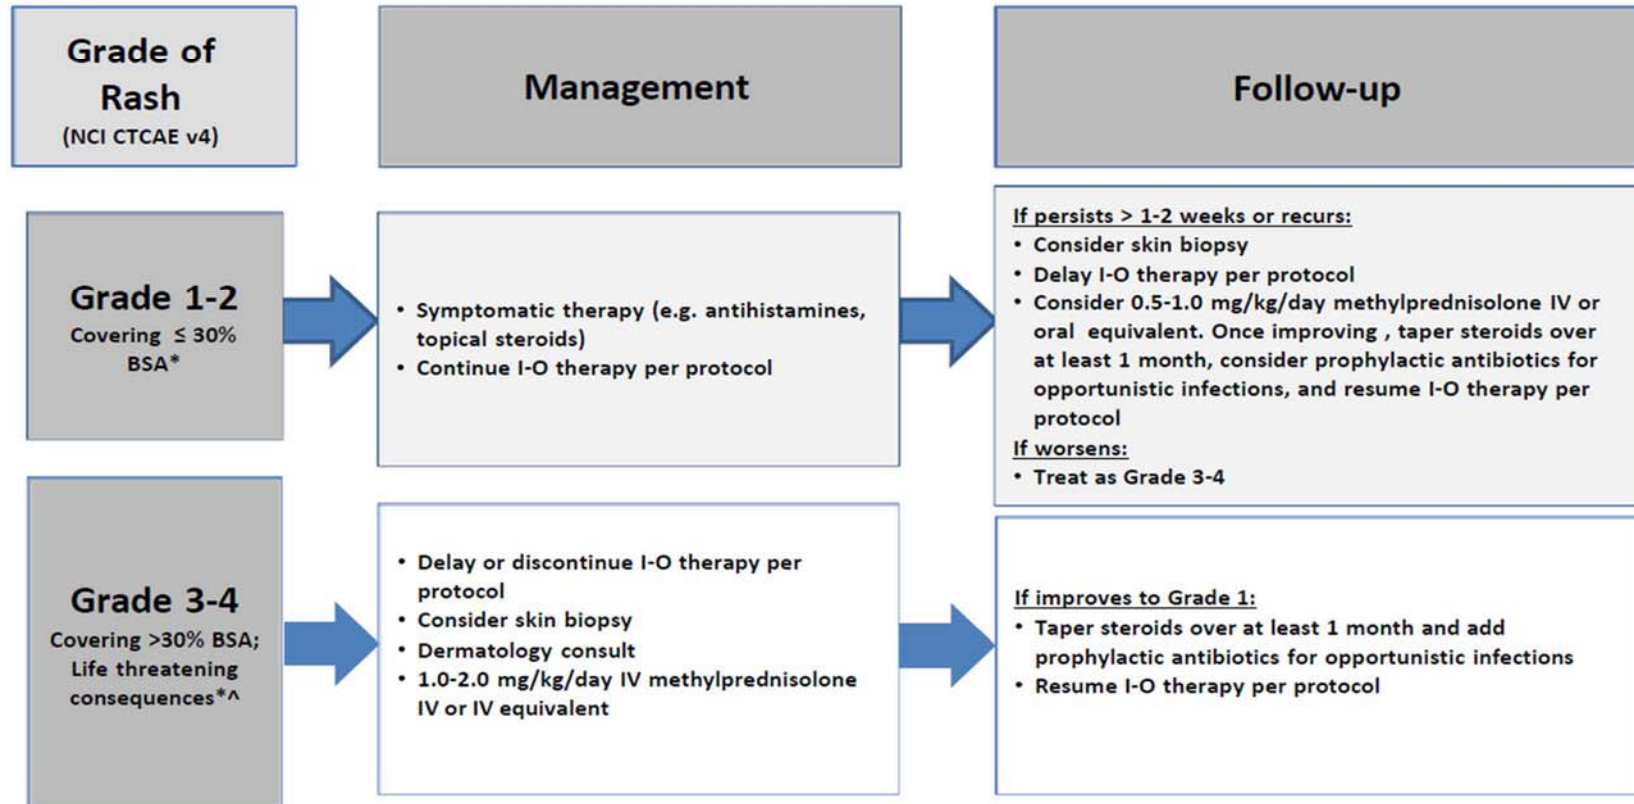 Grade of
Rash
(NCI CTCAE v4)
Management
Follow-up
Grade 1-2
Covering ≤ 30%
BSA*
• Symptomatic therapy (e.g. antihistamines,
topical steroids)
• Continue I-O therapy per protocol
If persists > 1-2 weeks or recurs:
• Consider skin biopsy
• Delay I-O therapy per protocol
• Consider 0.5-1.0 mg/kg/day methylprednisolone IV or
oral equivalent. Once improving , taper steroids over
at least 1 month, consider prophylactic antibiotics for
opportunistic infections, and resume I-O therapy per
protocol
If worsens:
• Treat as Grade 3-4
Grade 3-4
Covering >30% BSA;
Life threatening
consequences*^
• Delay or discontinue I-O therapy per
protocol
• Consider skin biopsy
• Dermatology consult
• 1.0-2.0 mg/kg/day IV methylprednisolone
IV or IV equivalent
If improves to Grade 1:
• Taper steroids over at least 1 month and add
prophylactic antibiotics for opportunistic infections
• Resume I-O therapy per protocol